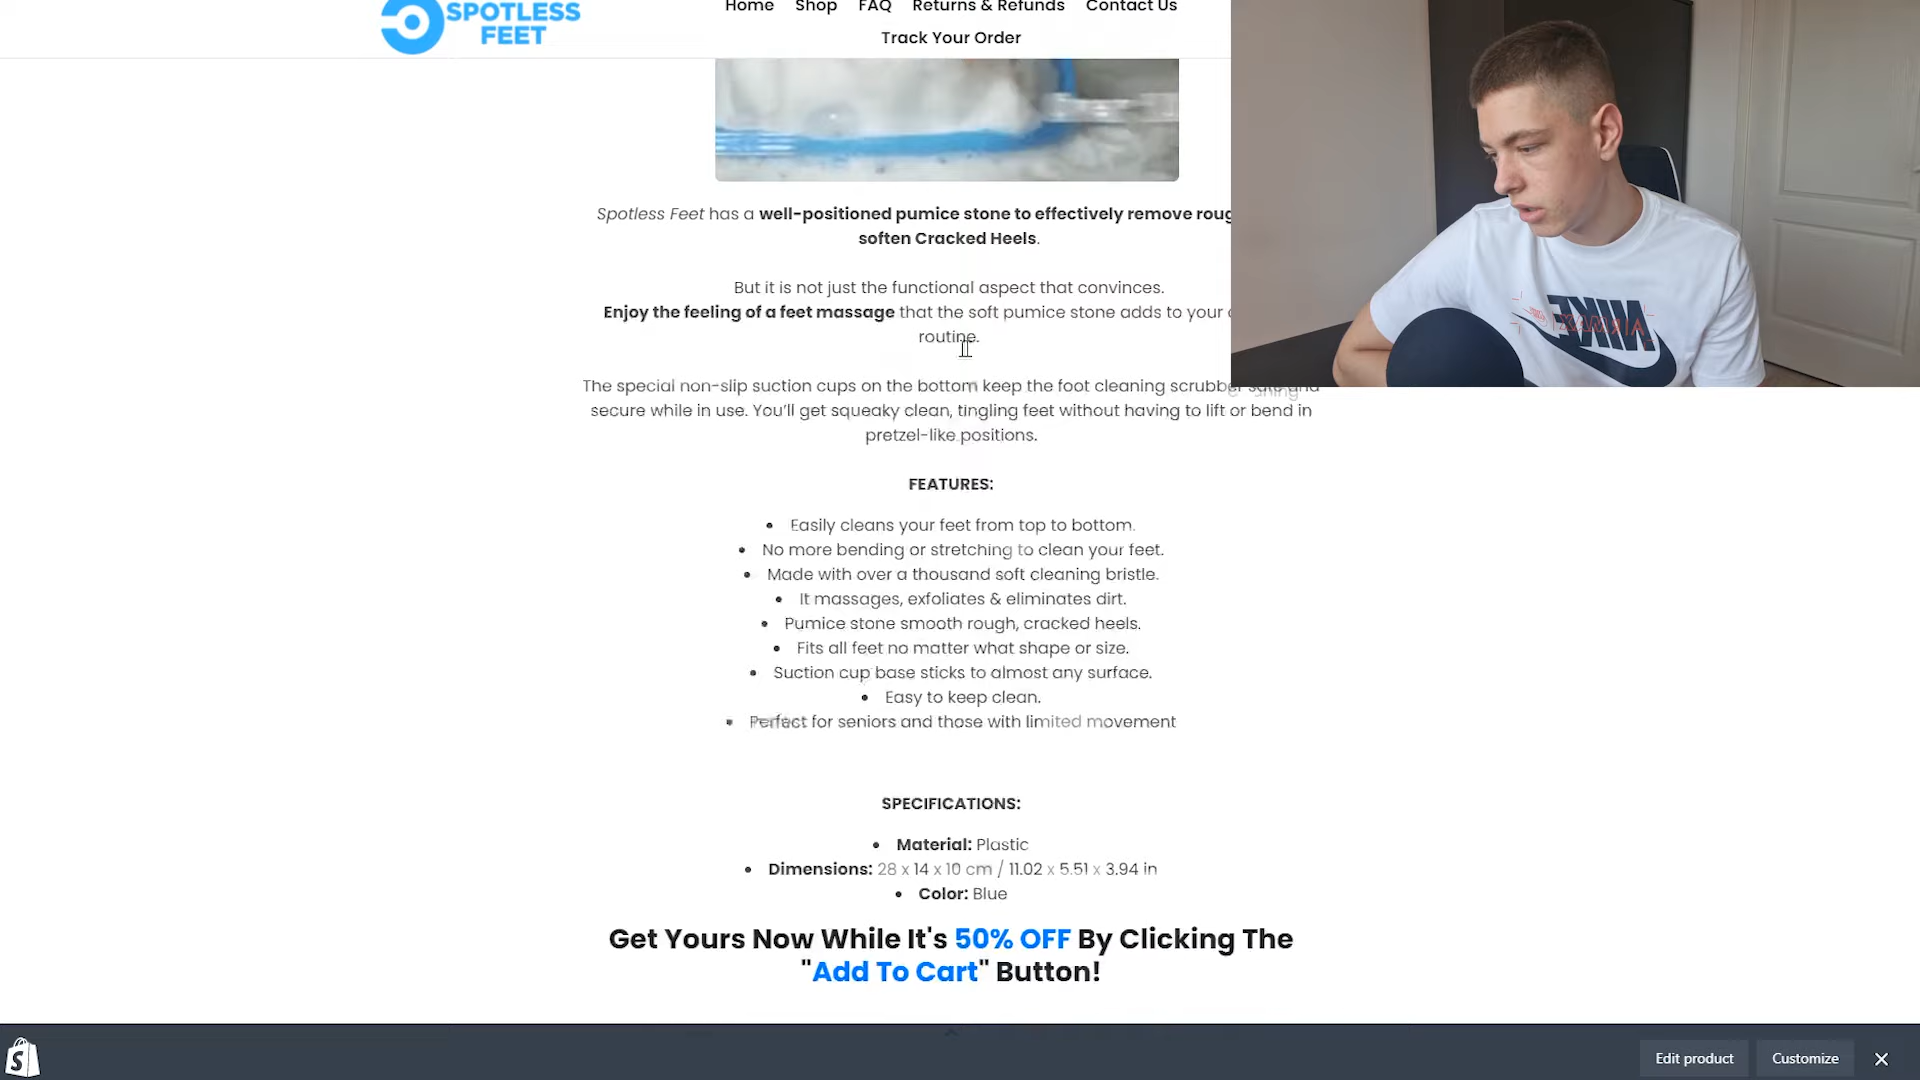 SPOTLESS
FEET
Home Shop FAQ Returns & Refunds Contact Us
Track Your Order
Spotless Feet has a well-positioned pumice stone to effectively remove
soften Cracked Heels.
But it is not just the functional aspect that convinces.
Enjoy the feeling of a feet massage that the soft pumice stone adds to your
routine.
The special non-slip suction cups on the bottom keep the foot cleaning scrubber safe and
secure while in use. You'll get squeaky clean, tingling feet without having to lift or bend in
pretzel-like positions.
FEATURES:
• Easily cleans your feet from top to bottom.
• No more bending or stretching to clean your feet.
• Made with over a thousand soft cleaning bristle.
• It massages, exfoliates & eliminates dirt.
• Pumice stone smooth rough, cracked heels.
• Fits all feet no matter what shape or size.
• Suction cup base sticks to almost any surface.
• Easy to keep clean.
• Perfect for seniors and those with limited movement
SPECIFICATIONS:
• Material: Plastic
• Dimensions: 28 x 14 x 10 cm / 11.02 x 5.51 x 3.94 in
• Color: Blue
Get Yours Now While It's 50% OFF By Clicking The
"Add To Cart" Button!
Edit product Customize
NIKE
AIRMAX